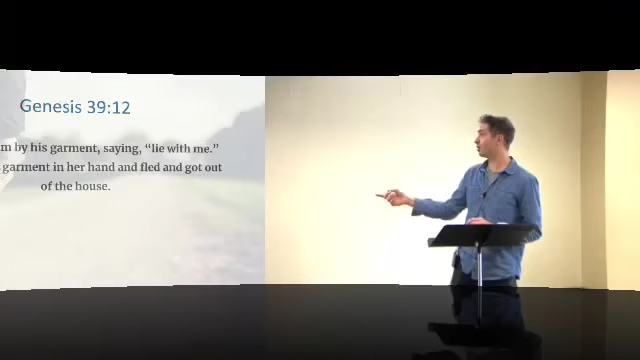 Genesis 39:12
m by his garment, saying, “lie with me.”
garment in her hand and fled and got out
of the house.